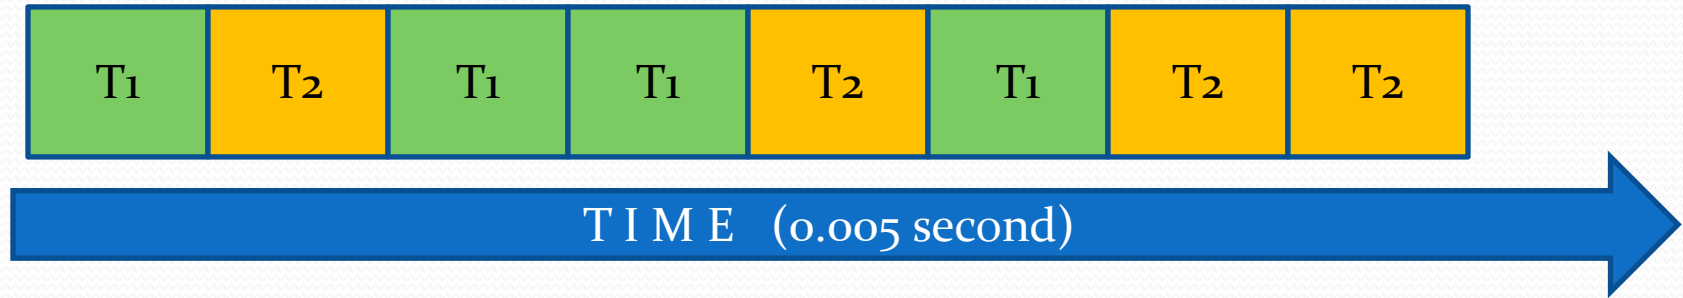 T1 T2 T1 T1 T2 T1 T2 T2
T I M E (0.005 second)